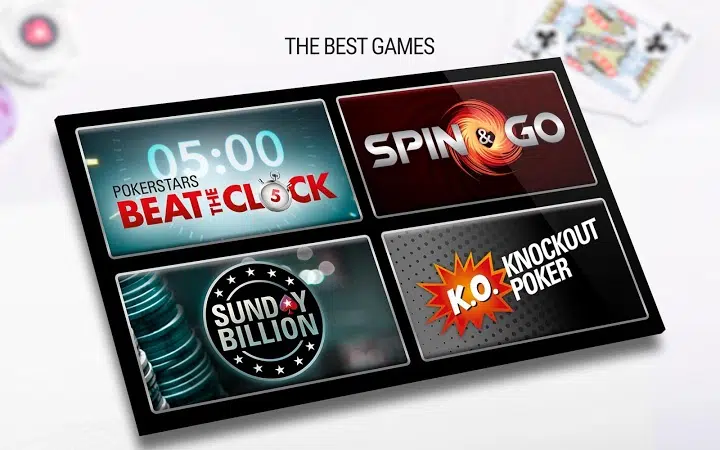 THE BEST GAMES
05:00
POKERSTARS
BEAT THE CLOCK
5
SPIN & GO
SUNDAY
BILLION
K.O.
KNOCKOUT
POKER